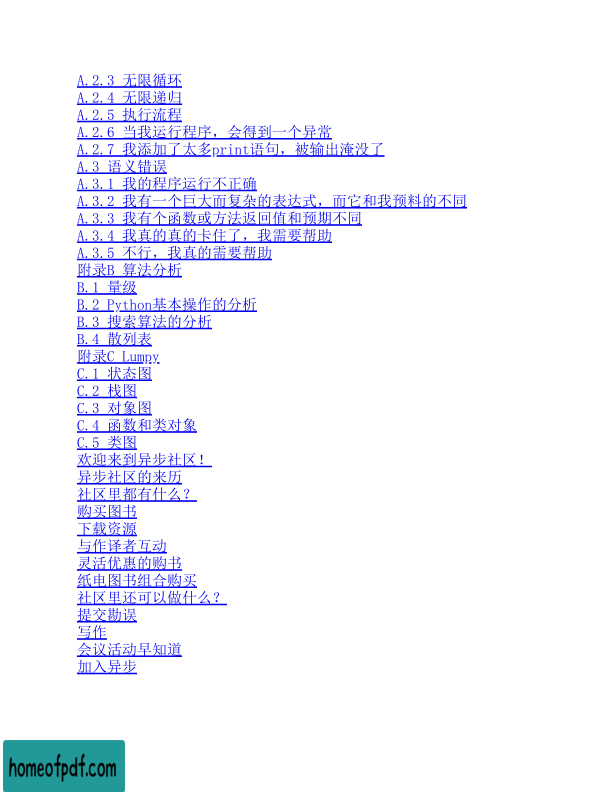 A.2.3 无限循环
A.2.4 无限递归
A.2.5 执行流程
A.2.6 当我运行程序，会得到一个异常
A.2.7 我添加了太多print语句，被输出淹没了
A.3 语义错误
A.3.1 我的程序运行不正确
A.3.2 我有一个巨大而复杂的表达式，而它和我预料的不同
A.3.3 我有个函数或方法返回值和预期不同
A.3.4 我真的真的卡住了，我需要帮助
A.3.5 不行，我真的需要帮助
附录B 算法分析
B.1 量级
B.2 Python基本操作的分析
B.3 搜索算法的分析
B.4 散列表
附录C Lumpy
C.1 状态图
C.2 栈图
C.3 对象图
C.4 函数和类对象
C.5 类图
欢迎来到异步社区！
异步社区的来历
社区里都有什么？
购买图书
下载资源
与作译者互动
灵活优惠的购书
纸电图书组合购买
社区里还可以做什么？
提交勘误
写作
会议活动早知道
加入异步
homeofpdf.com